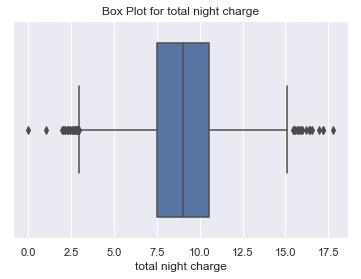 Box Plot for total night charge
0.0 2.5 5.0 7.5 10.0 12.5 15.0 17.5
total night charge